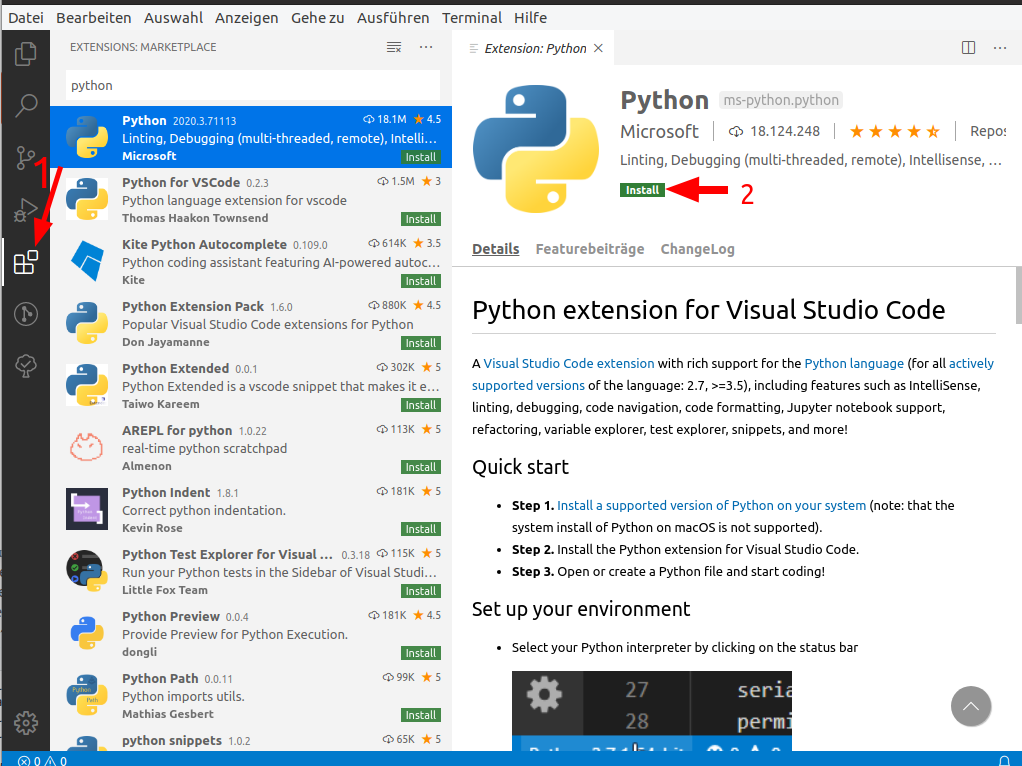 Datei Bearbeiten Auswahl Anzeigen Gehe zu Ausführen Terminal Hilfe
EXTENSIONS: MARKETPLACE
python
Python 2020.3.71113 18.1M 4.5
Linting, Debugging (multi-threaded, remote), Intelli...
Microsoft Install
Python for VSCode 0.2.3 1.5M 3
Python language extension for vscode
Thomas Haakon Townsend Install
Kite Python Autocomplete 0.109.0 614K 3.5
Python coding assistant featuring AI-powered autoc...
Kite Install
Python Extension Pack 1.6.0 880K 4.5
Popular Visual Studio Code extensions for Python
Don Jayamanne Install
Python Extended 0.0.1 302K 5
Python Extended is a vscode snippet that makes it e...
Taiwo Kareem Install
AREPL for python 1.0.22 113K 5
real-time python scratchpad
Almenon Install
Python Indent 1.8.1 181K 5
Correct python indentation.
Kevin Rose Install
Python Test Explorer for Visual ... 0.3.18 115K 5
Run your Python tests in the Sidebar of Visual Studi...
Little Fox Team Install
Python Preview 0.0.4 181K 4.5
Provide Preview for Python Execution.
dongli Install
Python Path 0.0.11 99K 5
Python imports utils.
Mathias Gesbert Install
python snippets 1.0.2 65K 5
1
Extension: Python
Python ms-python.python
Microsoft 18.124.248 Repos
Linting, Debugging (multi-threaded, remote), Intellisense, ...
Install 2
Details Featurebeiträge ChangeLog
Python extension for Visual Studio Code
A Visual Studio Code extension with rich support for the Python language (for all actively
supported versions of the language: 2.7, >=3.5), including features such as IntelliSense,
linting, debugging, code navigation, code formatting, Jupyter notebook support,
refactoring, variable explorer, test explorer, snippets, and more!
Quick start
• Step 1. Install a supported version of Python on your system (note: that the
system install of Python on macOS is not supported).
• Step 2. Install the Python extension for Visual Studio Code.
• Step 3. Open or create a Python file and start coding!
Set up your environment
• Select your Python interpreter by clicking on the status bar
27 seria
28 permi
0 0